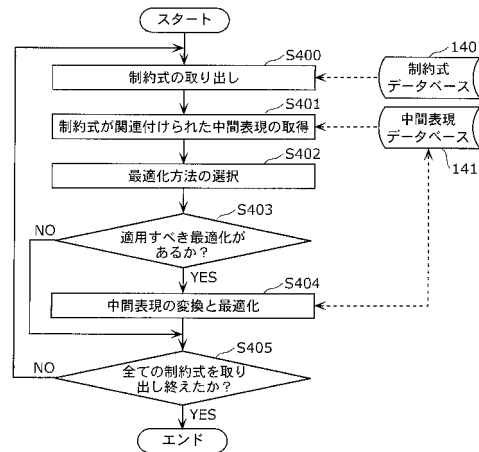 スタート
S400
140
制約式の取り出し
制約式
データベース
S401
制約式が関連付けられた中間表現の取得
中間表現
データベース
141
S402
最適化方法の選択
S403
NO
適用すべき最適化が
あるか？
YES
S404
中間表現の変換と最適化
S405
NO
全ての制約式を取り
出し終えたか？
YES
エンド